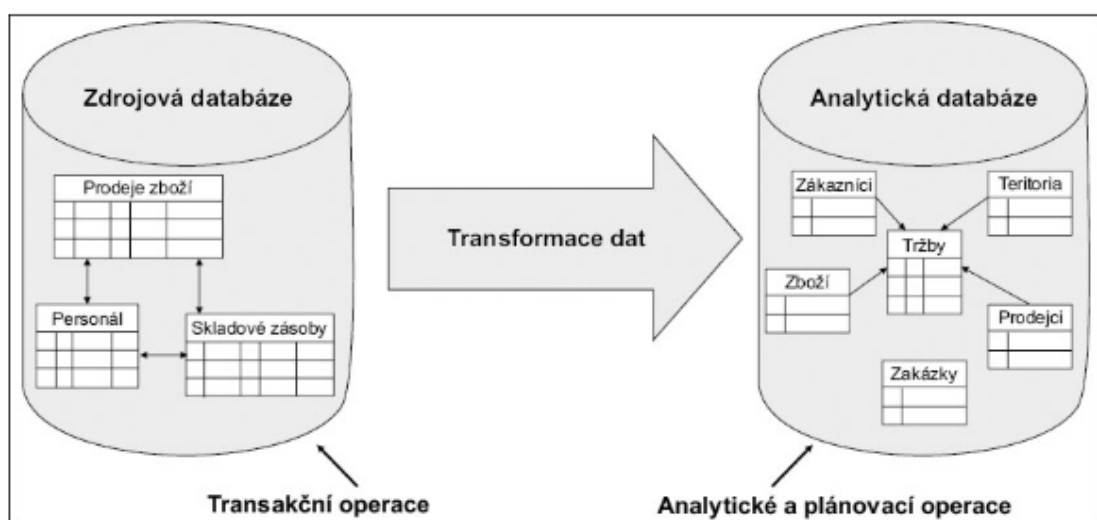 Zdrojová databáze
Prodeje zboží
Personál
Skladové zásoby
Transakční operace
Transformace dat
Analytická databáze
Zákazníci
Teritoria
Tržby
Zboží
Prodejci
Zakázky
Analytické a plánovací operace